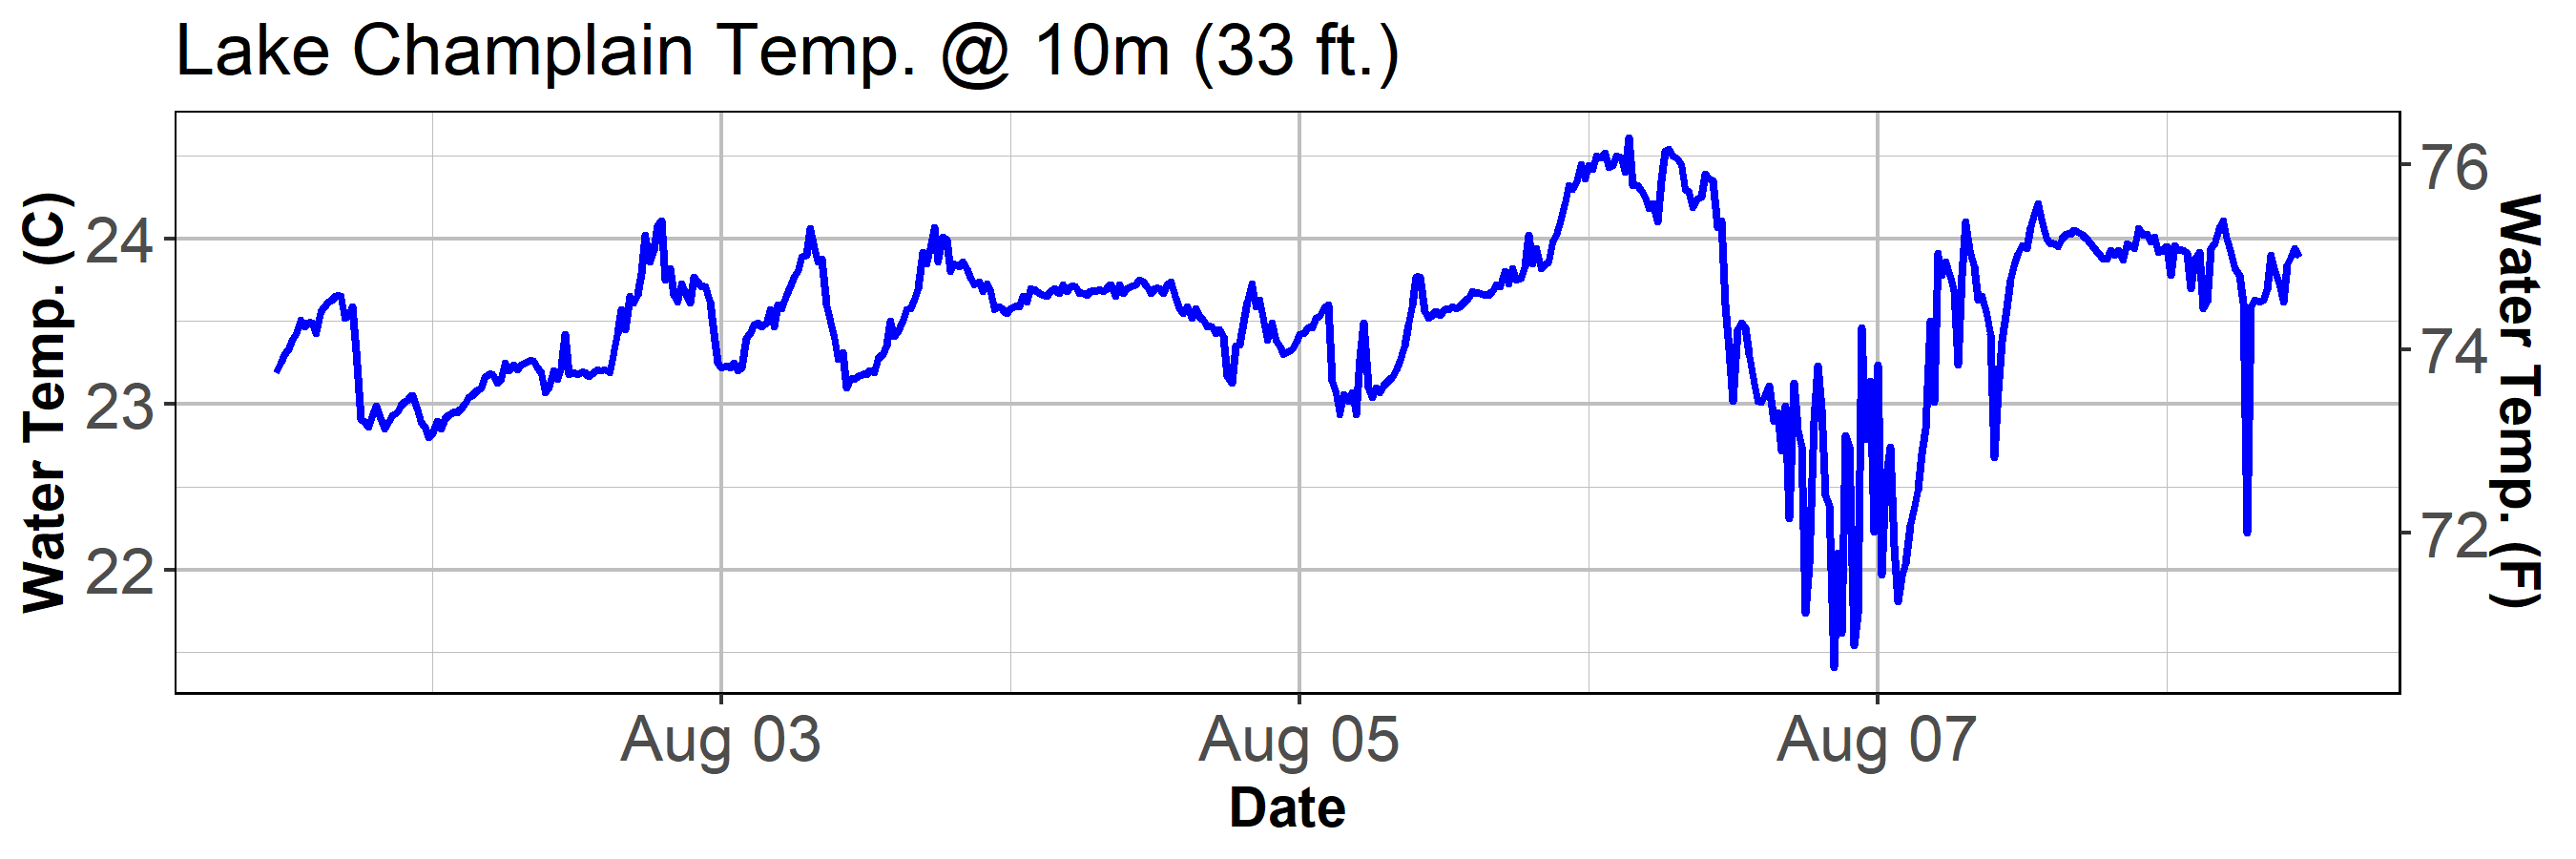 Lake Champlain Temp. @ 10m (33 ft.)
Water Temp. (C)
24
23
22
76
74
72
Water Temp. (F)
Aug 03
Aug 05
Aug 07
Date